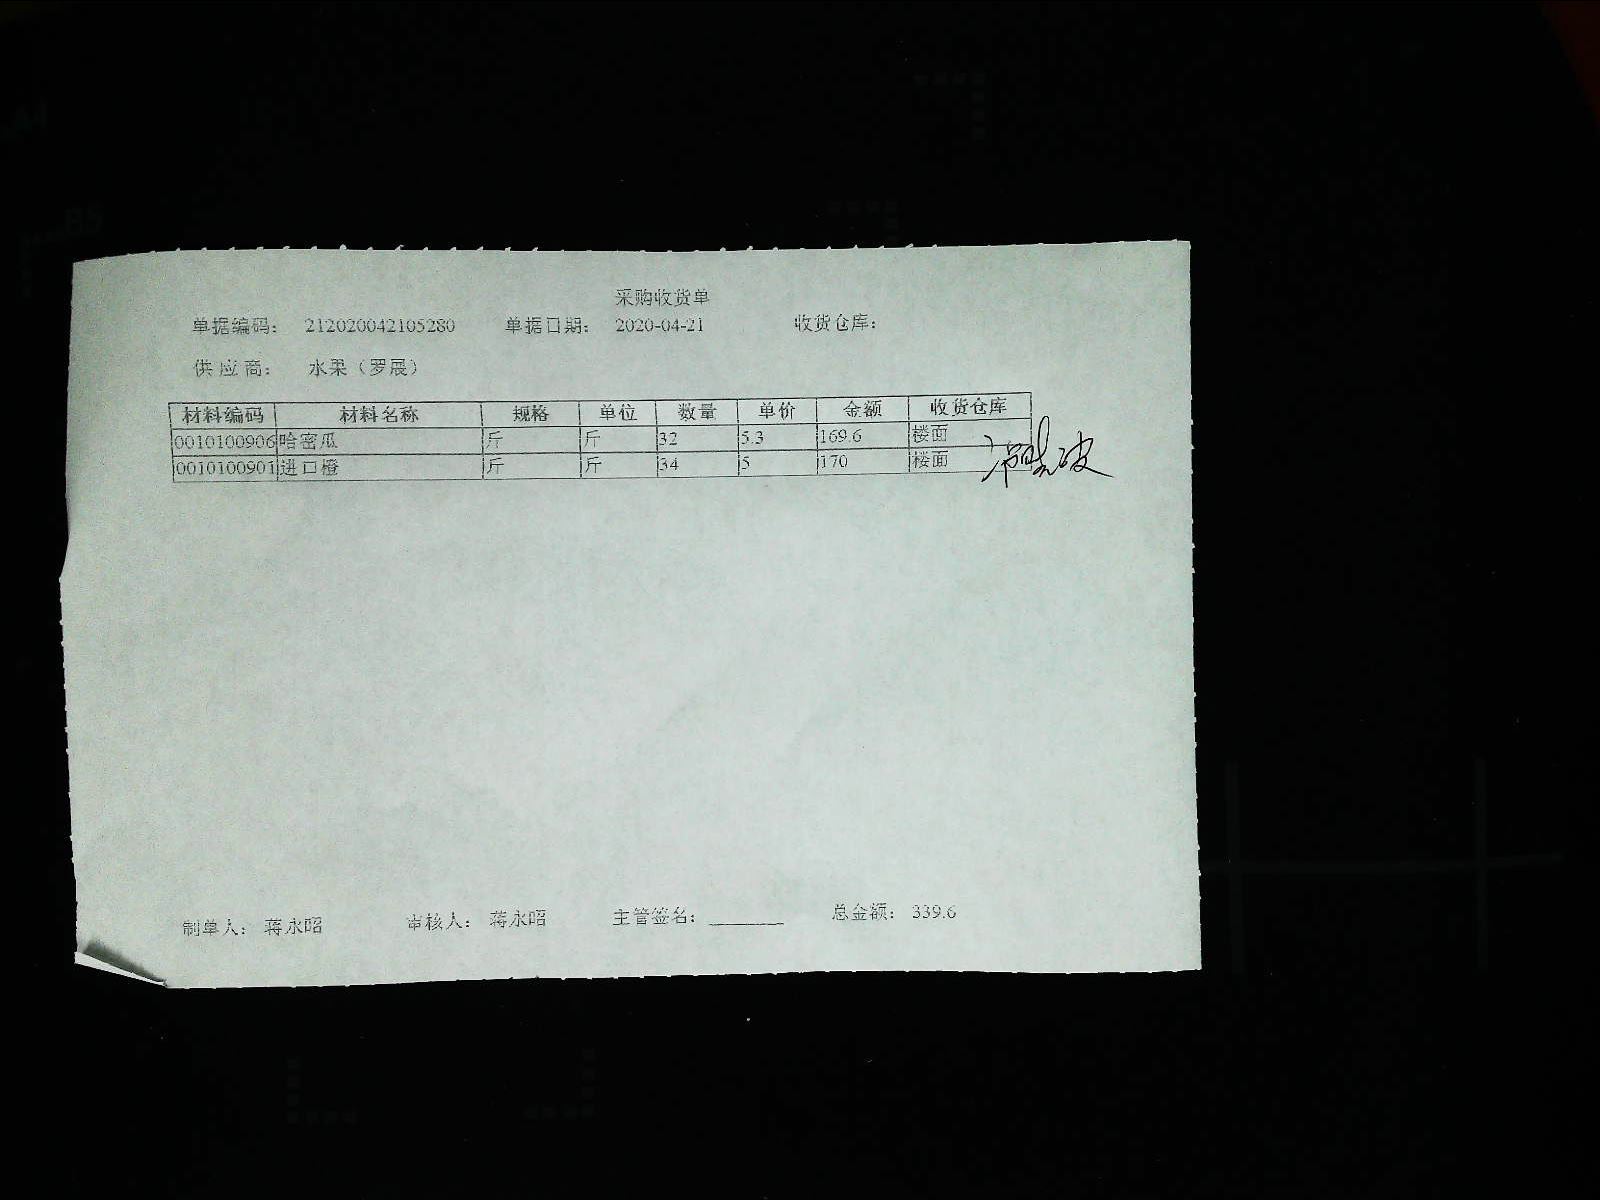 采购收货单
单据编码： 212020042105280 单据日期： 2020-04-21 收货仓库：
供应商： 水果（罗展）
材料编码 材料名称 规格 单位 数量 单价 金额 收货仓库
0010100906 哈密瓜 斤 斤 32 5.3 169.6 楼面
0010100901 进口橙 斤 斤 34 5 170 楼面
制单人： 蒋永昭 审核人： 蒋永昭 主管签名： 总金额： 339.6